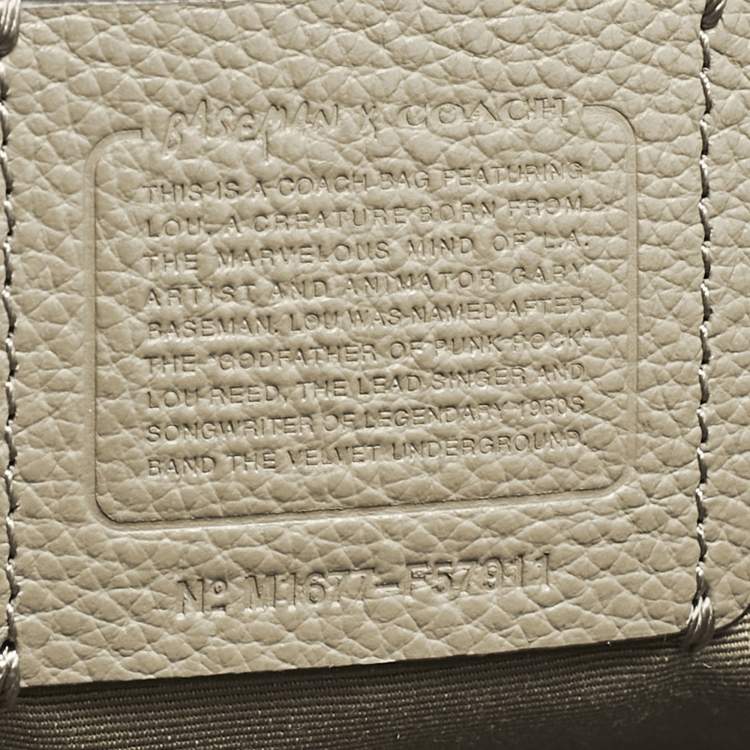 BASEMAN X COACH
THIS IS A COACH BAG FEATURING
LOU, A CREATURE BORN FROM
THE MARVELOUS MIND OF L.A.
ARTIST AND ANIMATOR GARY
BASEMAN. LOU WAS NAMED AFTER
THE "GODFATHER OF PUNK ROCK"
LOU REED, THE LEAD SINGER AND
SONGWRITER OF LEGENDARY 1960S
BAND THE VELVET UNDERGROUND.
Nº M1677-F57911